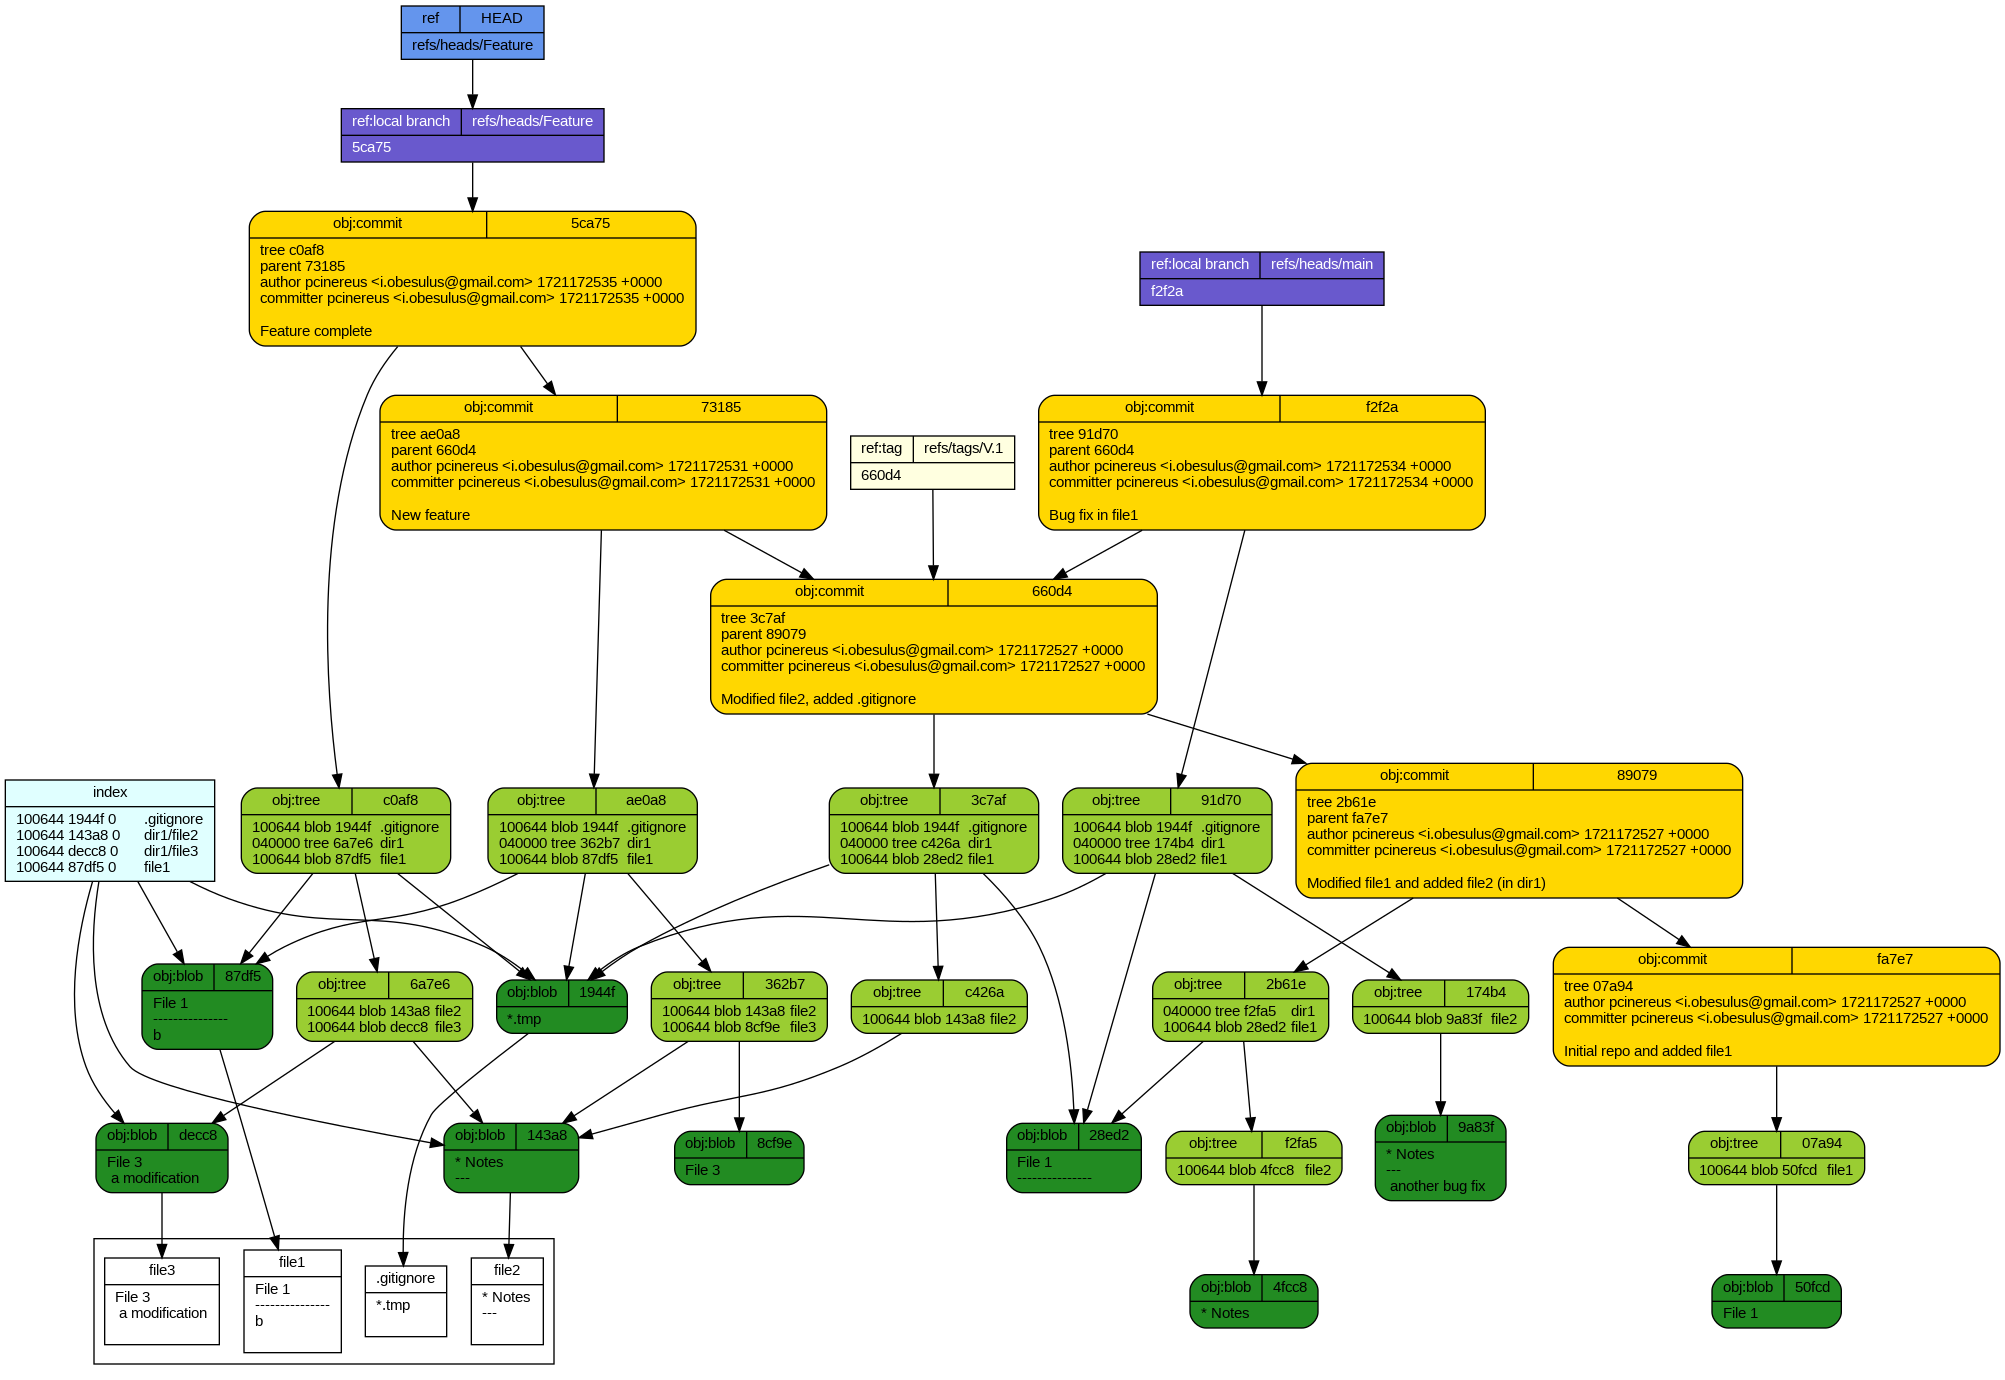 ref HEAD
refs/heads/Feature
ref:local branch refs/heads/Feature
5ca75
obj:commit 5ca75
tree c0af8
parent 73185
author pcinereus <i.obesulus@gmail.com> 1721172535 +0000
committer pcinereus <i.obesulus@gmail.com> 1721172535 +0000
Feature complete
ref:local branch refs/heads/main
f2f2a
obj:commit 73185
tree ae0a8
parent 660d4
author pcinereus <i.obesulus@gmail.com> 1721172531 +0000
committer pcinereus <i.obesulus@gmail.com> 1721172531 +0000
New feature
ref:tag refs/tags/V.1
660d4
obj:commit f2f2a
tree 91d70
parent 660d4
author pcinereus <i.obesulus@gmail.com> 1721172534 +0000
committer pcinereus <i.obesulus@gmail.com> 1721172534 +0000
Bug fix in file1
obj:commit 660d4
tree 3c7af
parent 89079
author pcinereus <i.obesulus@gmail.com> 1721172527 +0000
committer pcinereus <i.obesulus@gmail.com> 1721172527 +0000
Modified file2, added .gitignore
index
100644 1944f 0 .gitignore
100644 143a8 0 dir1/file2
100644 decc8 0 dir1/file3
100644 87df5 0 file1
obj:tree c0af8
100644 blob 1944f .gitignore
040000 tree 6a7e6 dir1
100644 blob 87df5 file1
obj:tree ae0a8
100644 blob 1944f .gitignore
040000 tree 362b7 dir1
100644 blob 87df5 file1
obj:tree 3c7af
100644 blob 1944f .gitignore
040000 tree c426a dir1
100644 blob 28ed2 file1
obj:tree 91d70
100644 blob 1944f .gitignore
040000 tree 174b4 dir1
100644 blob 28ed2 file1
obj:commit 89079
tree 2b61e
parent fa7e7
author pcinereus <i.obesulus@gmail.com> 1721172527 +0000
committer pcinereus <i.obesulus@gmail.com> 1721172527 +0000
Modified file1 and added file2 (in dir1)
obj:blob 87df5
File 1
---------------
b
obj:tree 6a7e6
100644 blob 143a8 file2
100644 blob decc8 file3
obj:blob 1944f
*.tmp
obj:tree 362b7
100644 blob 143a8 file2
100644 blob 8cf9e file3
obj:tree c426a
100644 blob 143a8 file2
obj:tree 2b61e
040000 tree f2fa5 dir1
100644 blob 28ed2 file1
obj:tree 174b4
100644 blob 9a83f file2
obj:commit fa7e7
tree 07a94
author pcinereus <i.obesulus@gmail.com> 1721172527 +0000
committer pcinereus <i.obesulus@gmail.com> 1721172527 +0000
Initial repo and added file1
obj:blob decc8
File 3
a modification
obj:blob 143a8
* Notes
---
obj:blob 8cf9e
File 3
obj:blob 28ed2
File 1
---------------
obj:tree f2fa5
100644 blob 4fcc8 file2
obj:blob 9a83f
* Notes
---
another bug fix
obj:tree 07a94
100644 blob 50fcd file1
file3
File 3
a modification
file1
File 1
---------------
b
.gitignore
*.tmp
file2
* Notes
---
obj:blob 4fcc8
* Notes
obj:blob 50fcd
File 1